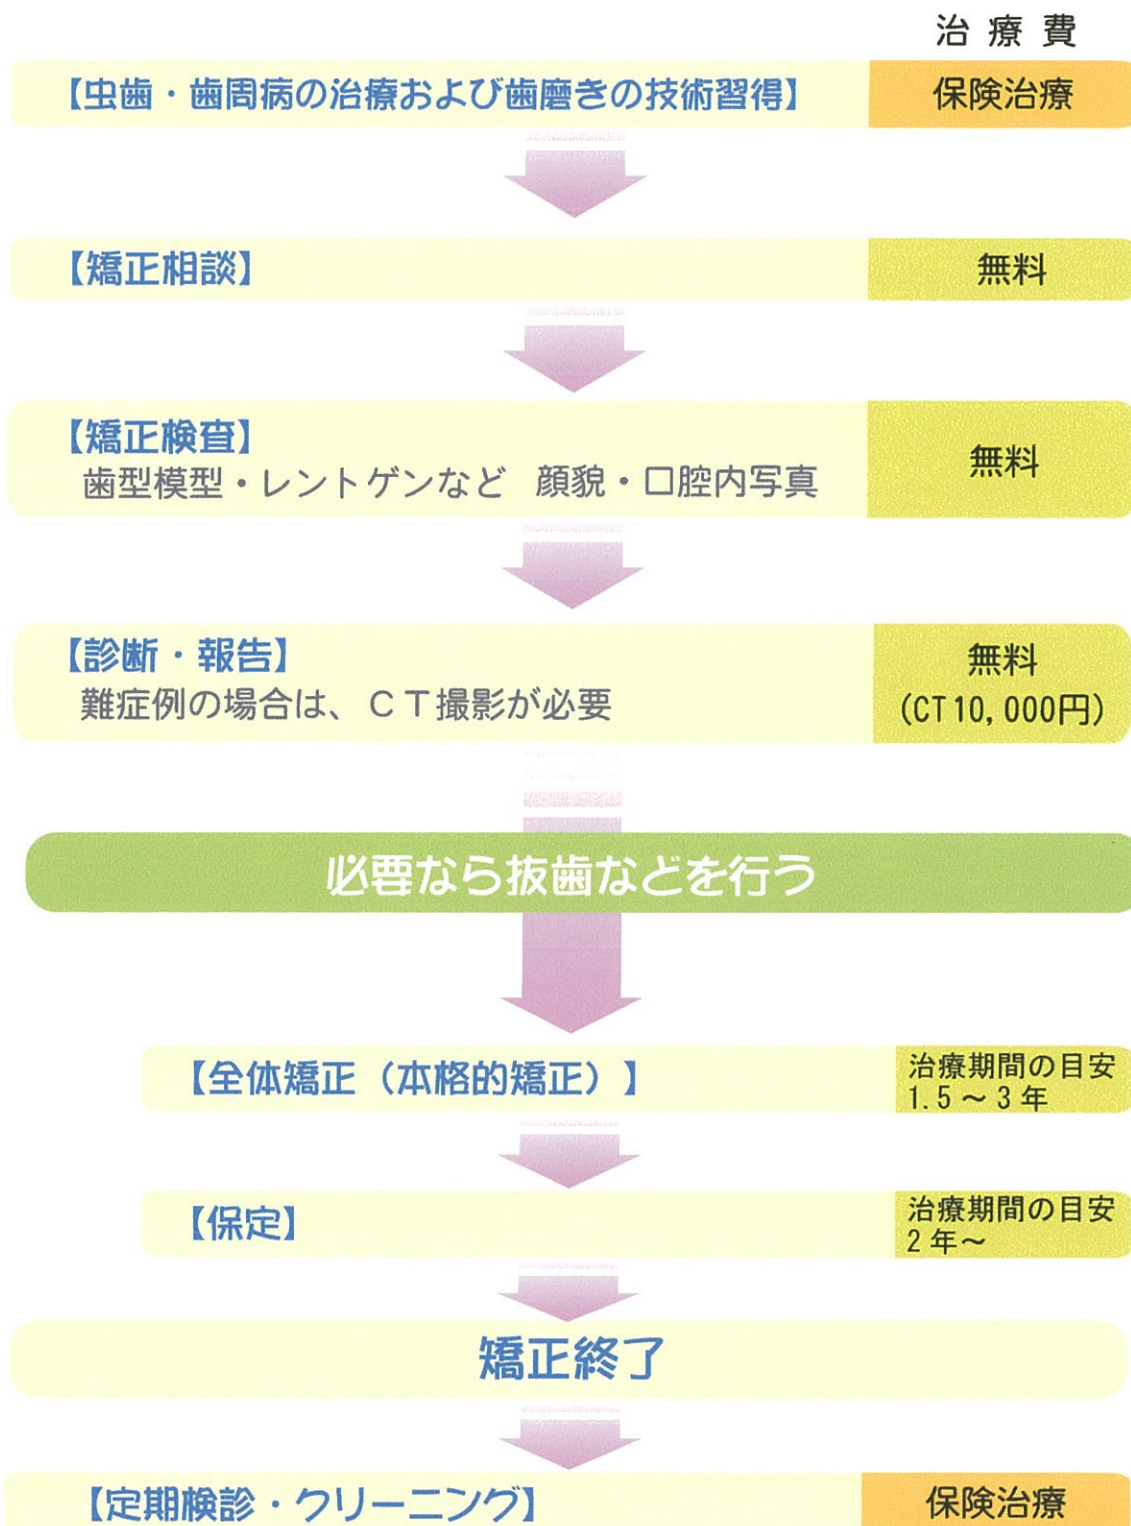 治療費
【虫歯・歯周病の治療および歯磨きの技術習得】 保険治療
【矯正相談】 無料
【矯正検査】
歯型模型・レントゲンなど 顔貌・口腔内写真 無料
【診断・報告】 無料
難症例の場合は、CT撮影が必要 (CT10,000円)
必要なら抜歯などを行う
【全体矯正（本格的矯正）】 治療期間の目安
1.5～3年
【保定】 治療期間の目安
2年～
矯正終了
【定期検診・クリーニング】 保険治療